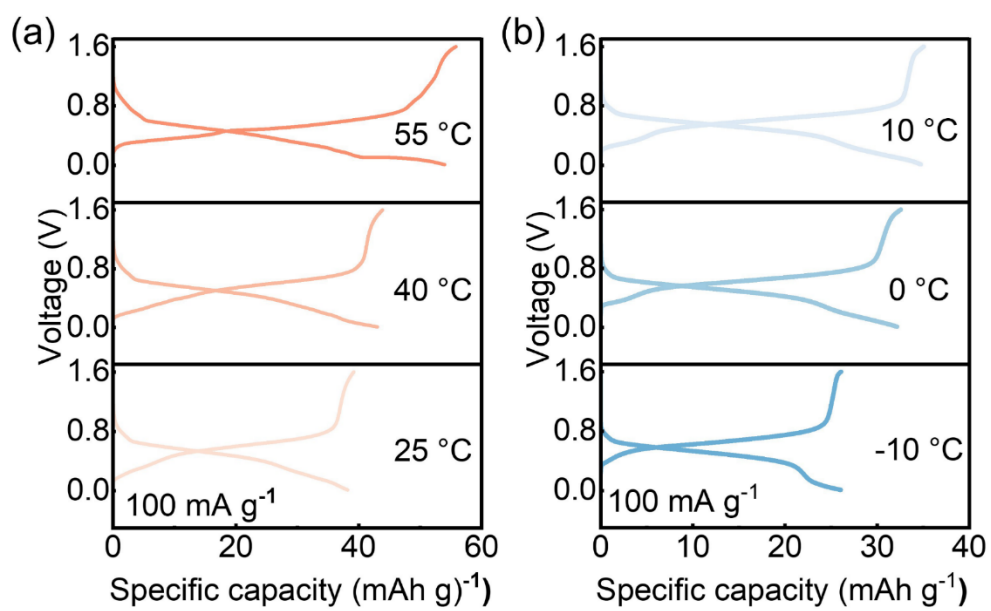 (a)
Voltage (V)
1.6
0.8
0.0
55 °C
1.6
0.8
0.0
40 °C
1.6
0.8
0.0
25 °C
100 mA g⁻¹
0 20 40 60
Specific capacity (mAh g)⁻¹)
(b)
Voltage (V)
1.6
0.8
0.0
10 °C
1.6
0.8
0.0
0 °C
1.6
0.8
0.0
-10 °C
100 mA g⁻¹
0 10 20 30 40
Specific capacity (mAh g⁻¹)